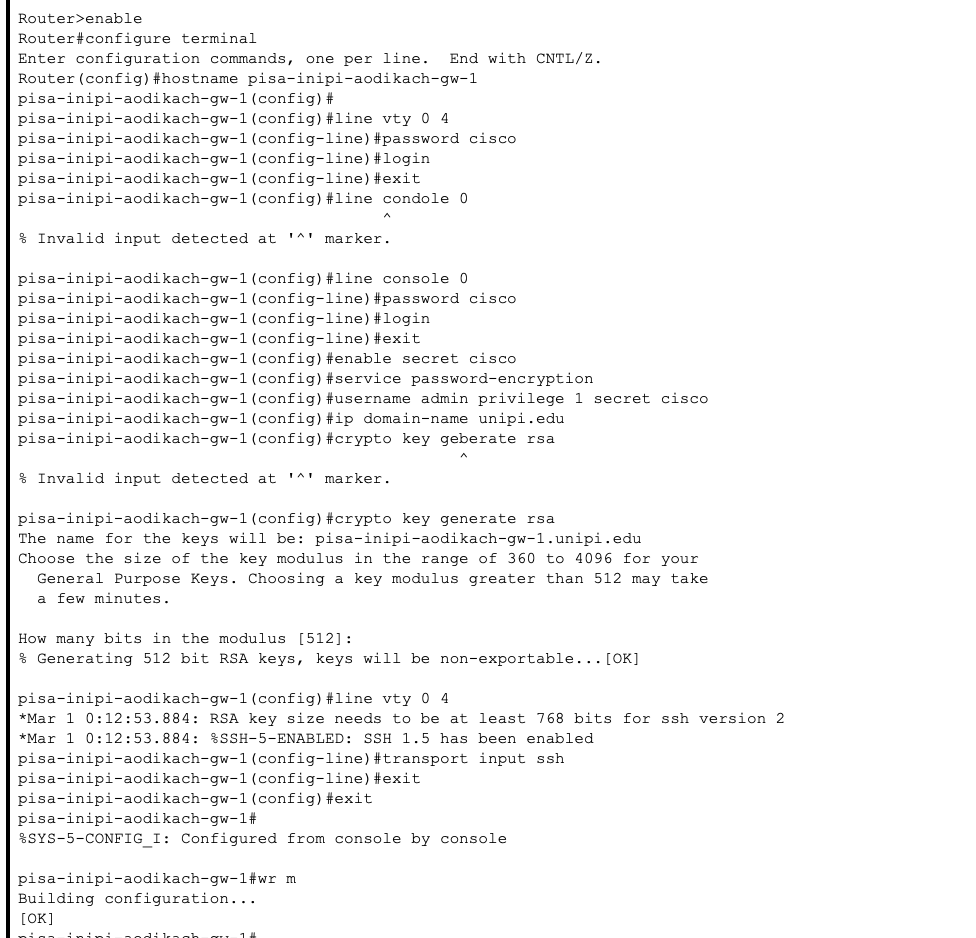 Router>enable
Router#configure terminal
Enter configuration commands, one per line.  End with CNTL/Z.
Router(config)#hostname pisa-inipi-aodikach-gw-1
pisa-inipi-aodikach-gw-1(config)#
pisa-inipi-aodikach-gw-1(config)#line vty 0 4
pisa-inipi-aodikach-gw-1(config-line)#password cisco
pisa-inipi-aodikach-gw-1(config-line)#login
pisa-inipi-aodikach-gw-1(config-line)#exit
pisa-inipi-aodikach-gw-1(config)#line condole 0
^
% Invalid input detected at '^' marker.
pisa-inipi-aodikach-gw-1(config)#line console 0
pisa-inipi-aodikach-gw-1(config-line)#password cisco
pisa-inipi-aodikach-gw-1(config-line)#login
pisa-inipi-aodikach-gw-1(config-line)#exit
pisa-inipi-aodikach-gw-1(config)#enable secret cisco
pisa-inipi-aodikach-gw-1(config)#service password-encryption
pisa-inipi-aodikach-gw-1(config)#username admin privilege 1 secret cisco
pisa-inipi-aodikach-gw-1(config)#ip domain-name unipi.edu
pisa-inipi-aodikach-gw-1(config)#crypto key geberate rsa
^
% Invalid input detected at '^' marker.
pisa-inipi-aodikach-gw-1(config)#crypto key generate rsa
The name for the keys will be: pisa-inipi-aodikach-gw-1.unipi.edu
Choose the size of the key modulus in the range of 360 to 4096 for your
General Purpose Keys. Choosing a key modulus greater than 512 may take
a few minutes.
How many bits in the modulus [512]:
% Generating 512 bit RSA keys, keys will be non-exportable...[OK]
pisa-inipi-aodikach-gw-1(config)#line vty 0 4
*Mar 1 0:12:53.884: RSA key size needs to be at least 768 bits for ssh version 2
*Mar 1 0:12:53.884: %SSH-5-ENABLED: SSH 1.5 has been enabled
pisa-inipi-aodikach-gw-1(config-line)#transport input ssh
pisa-inipi-aodikach-gw-1(config-line)#exit
pisa-inipi-aodikach-gw-1(config)#exit
pisa-inipi-aodikach-gw-1#
%SYS-5-CONFIG_I: Configured from console by console
pisa-inipi-aodikach-gw-1#wr m
Building configuration...
[OK]
pisa-inipi-aodikach-gw-1#